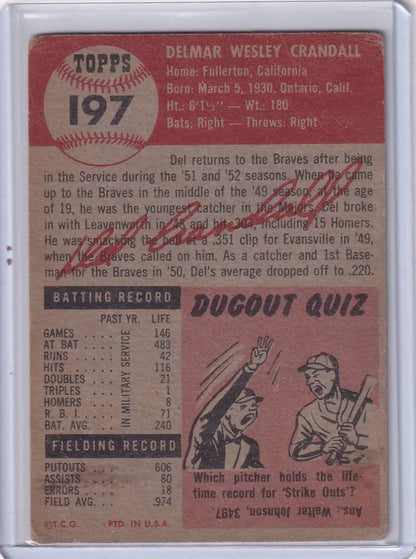 TOPPS
197
DELMAR WESLEY CRANDALL
Home: Fullerton, California
Born: March 5, 1930, Ontario, Calif.
Ht.: 6'1½" — Wt.: 180
Bats: Right — Throws: Right
Del returns to the Braves after being
in the Service during the '51 and '52 seasons. When he came
up to the Braves in the middle of the '49 season, at the age
of 19, he was the youngest catcher in the Majors. Del broke
in with Leavenworth in '48 and hit .304, including 15 Homers.
He was smacking the ball at a .351 clip for Evansville in '49,
when the Braves called on him. As a catcher and 1st Base-
man for the Braves in '50, Del's average dropped off to .220.
Del Crandall
BATTING RECORD
PAST YR. LIFE
GAMES 146
AT BAT 483
RUNS 42
HITS 116
DOUBLES 21
TRIPLES 1
HOMERS 8
R. B. I. 71
BAT. AVG. 240
IN MILITARY SERVICE
FIELDING RECORD
PUTOUTS 606
ASSISTS 80
ERRORS 18
FIELD AVG. .974
©T.C.G. PTD. IN U.S.A.
DUGOUT QUIZ
Which pitcher holds the life-
time record for 'Strike Outs'?
Ans.: Walter Johnson, 3497.